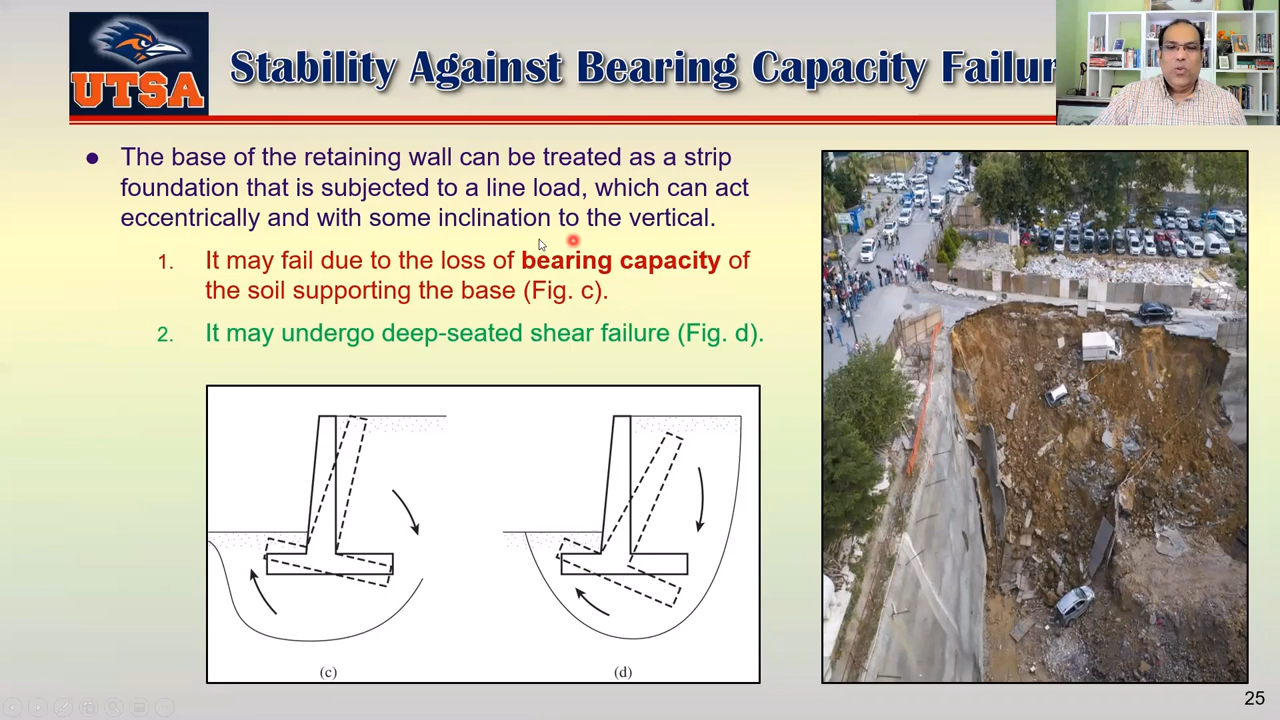 UTSA
Stability Against Bearing Capacity Failur
● The base of the retaining wall can be treated as a strip
foundation that is subjected to a line load, which can act
eccentrically and with some inclination to the vertical.
1. It may fail due to the loss of bearing capacity of
the soil supporting the base (Fig. c).
2. It may undergo deep-seated shear failure (Fig. d).
(c)
(d)
25